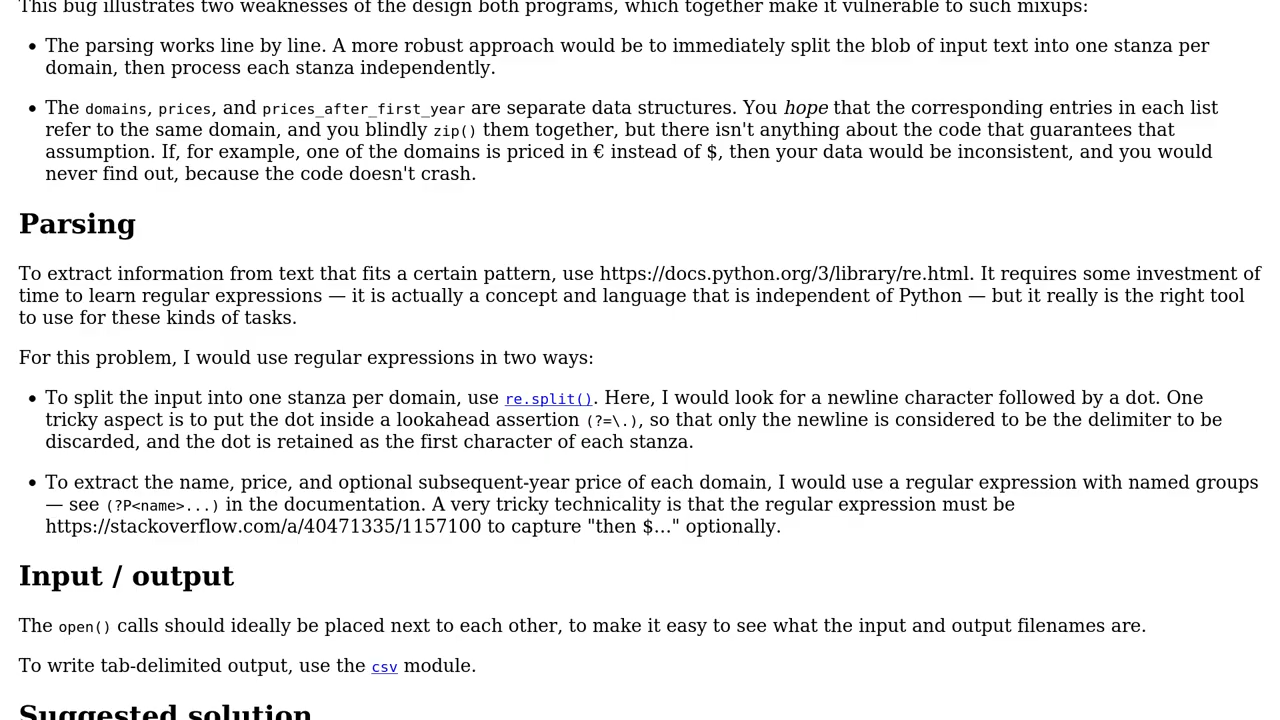 This bug illustrates two weaknesses of the design both programs, which together make it vulnerable to such mixups:
• The parsing works line by line. A more robust approach would be to immediately split the blob of input text into one stanza per
domain, then process each stanza independently.
• The domains, prices, and prices_after_first_year are separate data structures. You hope that the corresponding entries in each list
refer to the same domain, and you blindly zip() them together, but there isn't anything about the code that guarantees that
assumption. If, for example, one of the domains is priced in € instead of $, then your data would be inconsistent, and you would
never find out, because the code doesn't crash.
Parsing
To extract information from text that fits a certain pattern, use https://docs.python.org/3/library/re.html. It requires some investment of
time to learn regular expressions — it is actually a concept and language that is independent of Python — but it really is the right tool
to use for these kinds of tasks.
For this problem, I would use regular expressions in two ways:
• To split the input into one stanza per domain, use re.split(). Here, I would look for a newline character followed by a dot. One
tricky aspect is to put the dot inside a lookahead assertion (?=\.), so that only the newline is considered to be the delimiter to be
discarded, and the dot is retained as the first character of each stanza.
• To extract the name, price, and optional subsequent-year price of each domain, I would use a regular expression with named groups
— see (?P<name>...) in the documentation. A very tricky technicality is that the regular expression must be
https://stackoverflow.com/a/40471335/1157100 to capture "then $…" optionally.
Input / output
The open() calls should ideally be placed next to each other, to make it easy to see what the input and output filenames are.
To write tab-delimited output, use the csv module.
Suggested solution